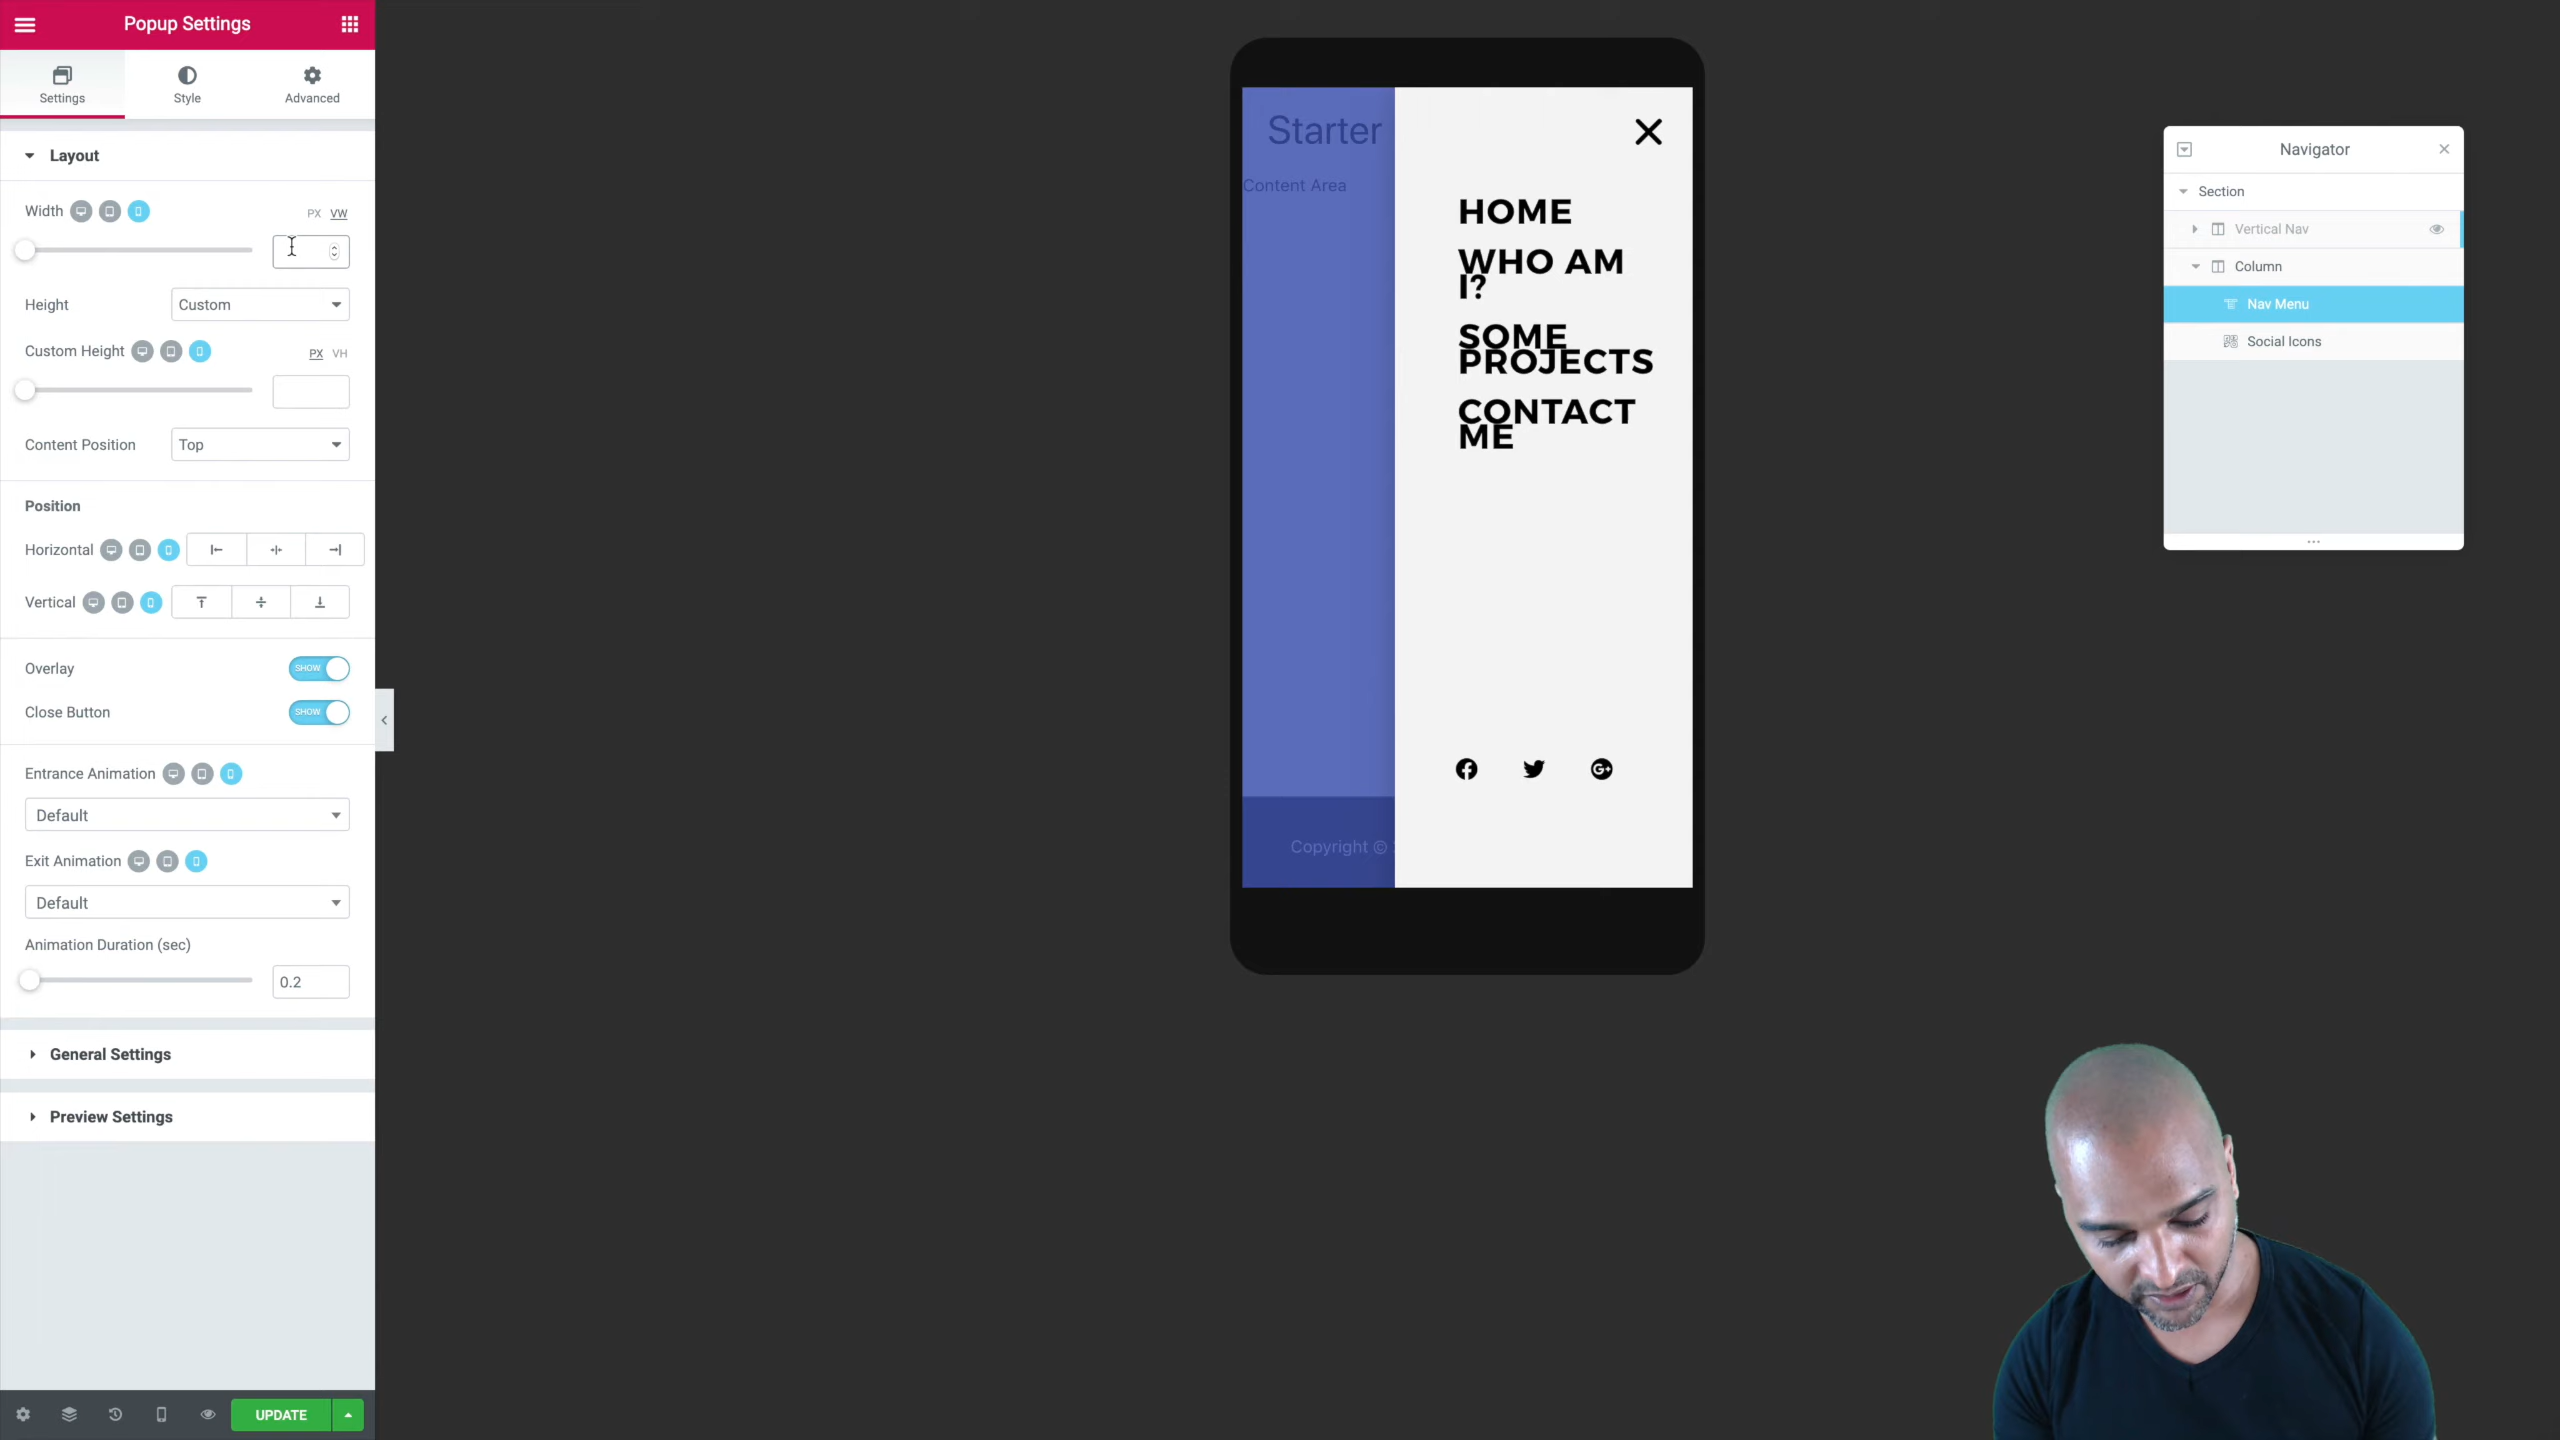 Popup Settings
Settings
Style
Advanced
Layout
Width
PX VW
Height
Custom
Custom Height
PX VH
Content Position
Top
Position
Horizontal
Vertical
Overlay
SHOW
Close Button
SHOW
Entrance Animation
Default
Exit Animation
Default
Animation Duration (sec)
0.2
General Settings
Preview Settings
UPDATE
Starter
Content Area
HOME
WHO AM
I?
SOME
PROJECTS
CONTACT
ME
G+
Copyright ©
Navigator
Section
Vertical Nav
Column
Nav Menu
Social Icons